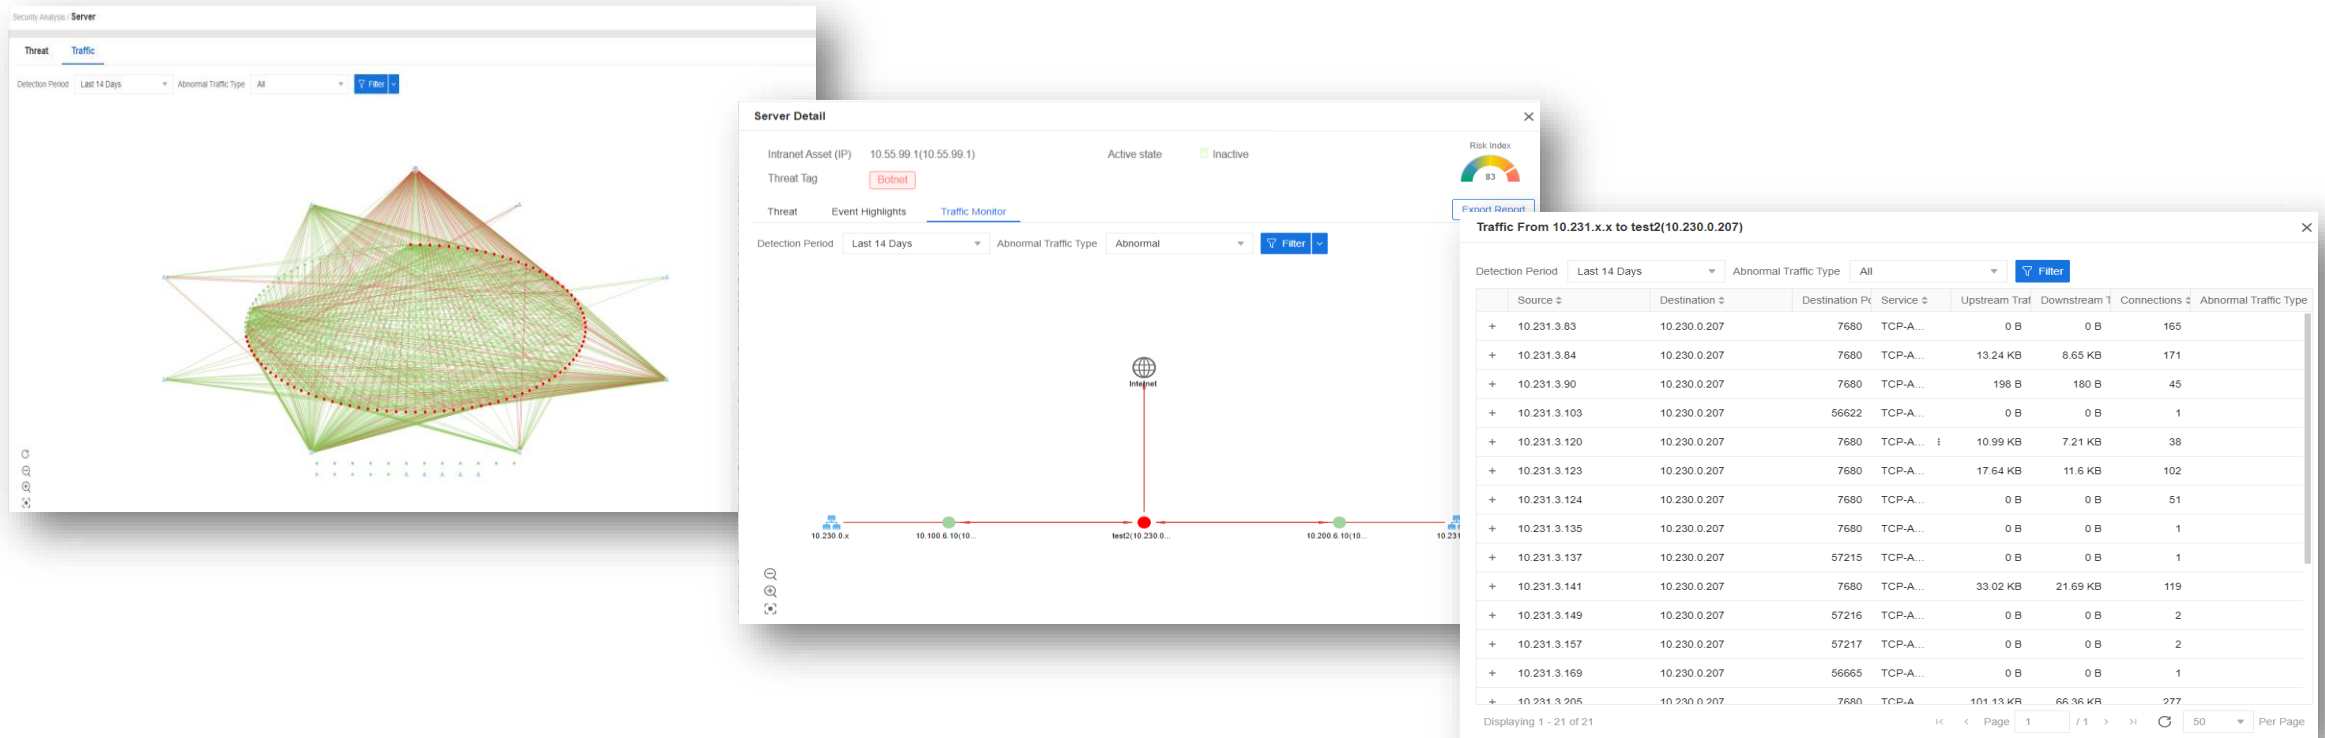 Security Analysis / Server
Threat Traffic
Detection Period Last 14 Days Abnormal Traffic Type All Filter
Server Detail
Intranet Asset (IP) 10.55.99.1(10.55.99.1) Active state Inactive
Threat Tag Botnet
Risk Index
83
Threat Event Highlights Traffic Monitor
Export Report
Detection Period Last 14 Days Abnormal Traffic Type Abnormal Filter
Internet
10.230.0.x 10.100.6.10(10... test2(10.230.0... 10.200.6.10(10... 10.231
Traffic From 10.231.x.x to test2(10.230.0.207)
Detection Period Last 14 Days Abnormal Traffic Type All Filter
Source Destination Destination Po Service Upstream Traf Downstream T Connections Abnormal Traffic Type
+ 10.231.3.83 10.230.0.207 7680 TCP-A... 0 B 0 B 165
+ 10.231.3.84 10.230.0.207 7680 TCP-A... 13.24 KB 8.65 KB 171
+ 10.231.3.90 10.230.0.207 7680 TCP-A... 198 B 180 B 45
+ 10.231.3.103 10.230.0.207 56622 TCP-A... 0 B 0 B 1
+ 10.231.3.120 10.230.0.207 7680 TCP-A... 10.99 KB 7.21 KB 38
+ 10.231.3.123 10.230.0.207 7680 TCP-A... 17.64 KB 11.6 KB 102
+ 10.231.3.124 10.230.0.207 7680 TCP-A... 0 B 0 B 51
+ 10.231.3.135 10.230.0.207 7680 TCP-A... 0 B 0 B 1
+ 10.231.3.137 10.230.0.207 57215 TCP-A... 0 B 0 B 1
+ 10.231.3.141 10.230.0.207 7680 TCP-A... 33.02 KB 21.69 KB 119
+ 10.231.3.149 10.230.0.207 57216 TCP-A... 0 B 0 B 2
+ 10.231.3.157 10.230.0.207 57217 TCP-A... 0 B 0 B 2
+ 10.231.3.169 10.230.0.207 56665 TCP-A... 0 B 0 B 1
+ 10.231.3.205 10.230.0.207 7680 TCP-A 101.13 KB 66.36 KB 277
Displaying 1 - 21 of 21 Page 1 / 1 50 Per Page